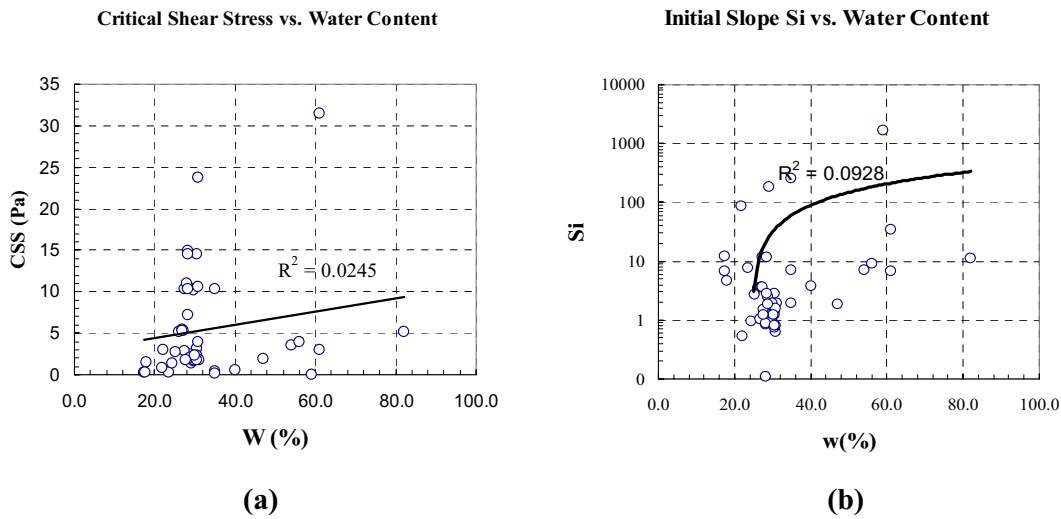 Critical Shear Stress vs. Water Content
CSS (Pa)
35
30
25
20
15
10
5
0
R² = 0.0245
0.0 20.0 40.0 60.0 80.0 100.0
W (%)
(a)
Initial Slope Si vs. Water Content
Si
10000
1000
100
10
1
0
R² = 0.0928
0.0 20.0 40.0 60.0 80.0 100.0
w(%)
(b)